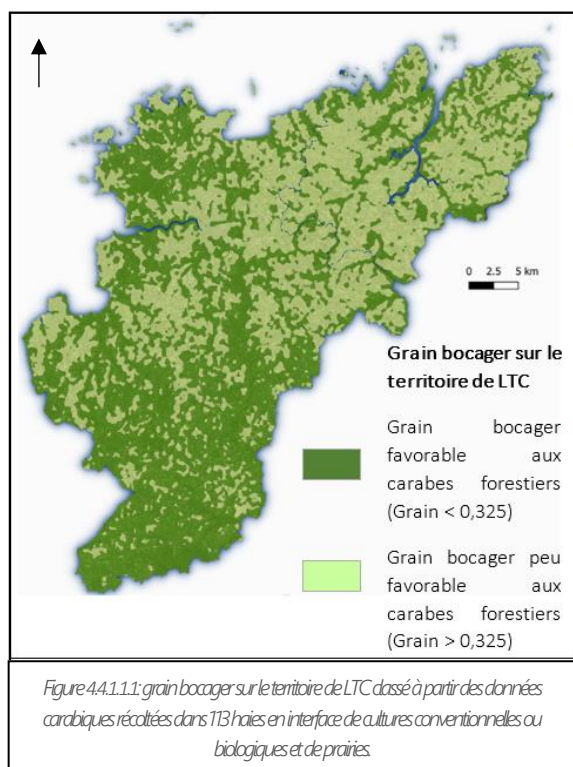 0 2.5 5 km
Grain bocager sur le
territoire de LTC
Grain bocager
favorable aux
carabes forestiers
(Grain < 0,325)
Grain bocager peu
favorable aux
carabes forestiers
(Grain > 0,325)
Figure 4.4.1.1.1: grain bocager sur le territoire de LTC classé à partir des données
carabiques récoltées dans 113 haies en interface de cultures conventionnelles ou
biologiques et de prairies.